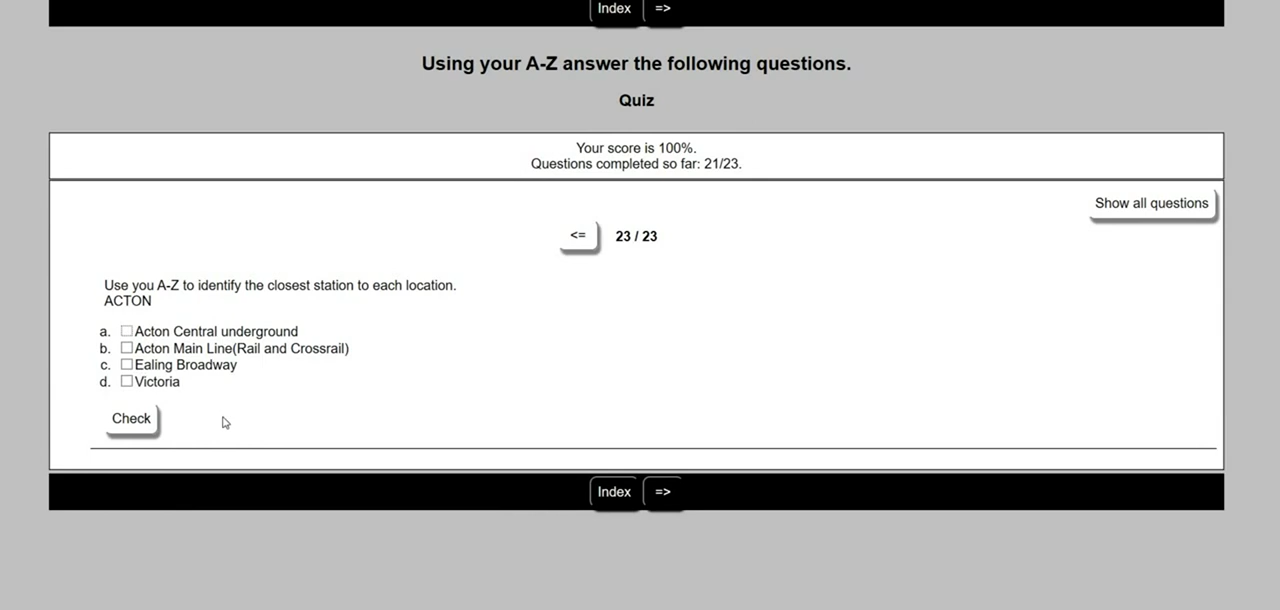 Index =>
Using your A-Z answer the following questions.
Quiz
Your score is 100%.
Questions completed so far: 21/23.
Show all questions
<= 23 / 23
Use you A-Z to identify the closest station to each location.
ACTON
a. Acton Central underground
b. Acton Main Line(Rail and Crossrail)
c. Ealing Broadway
d. Victoria
Check
Index =>